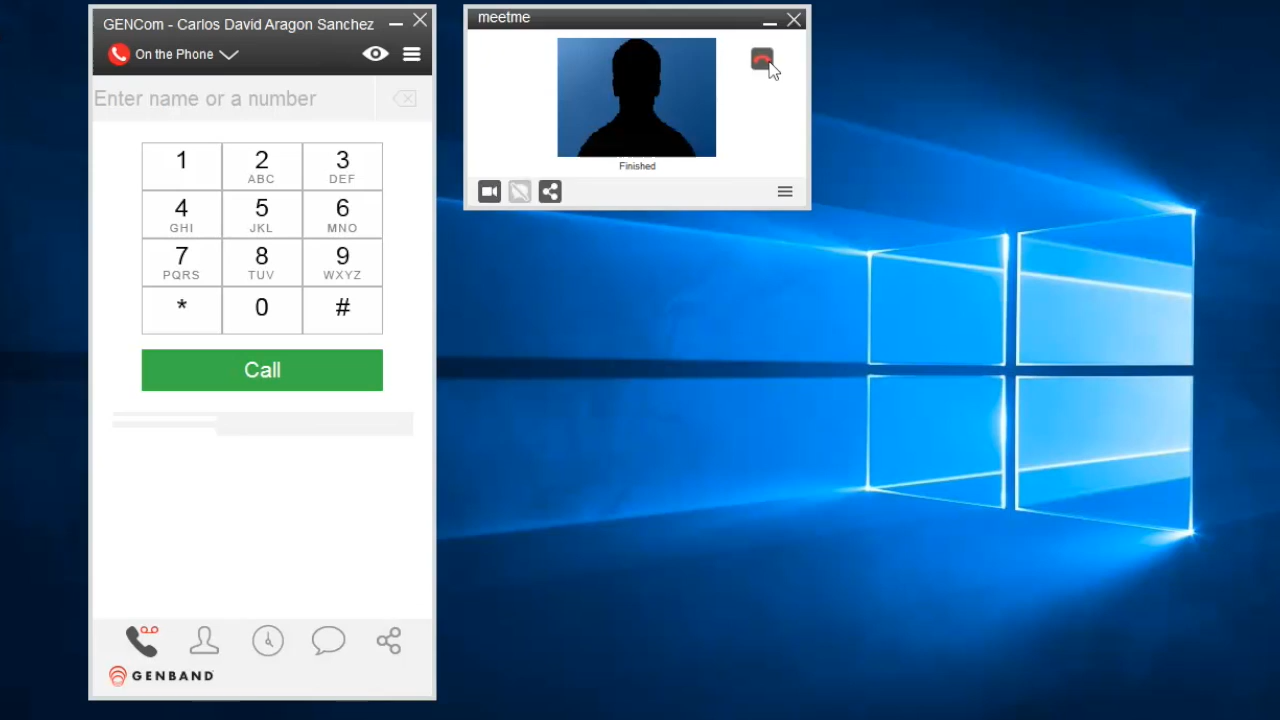 GENCom - Carlos David Aragon Sanchez
On the Phone
Enter name or a number
1 2 3
ABC DEF
4 5 6
GHI JKL MNO
7 8 9
PQRS TUV WXYZ
* 0 #
Call
GENBAND
meetme
Finished